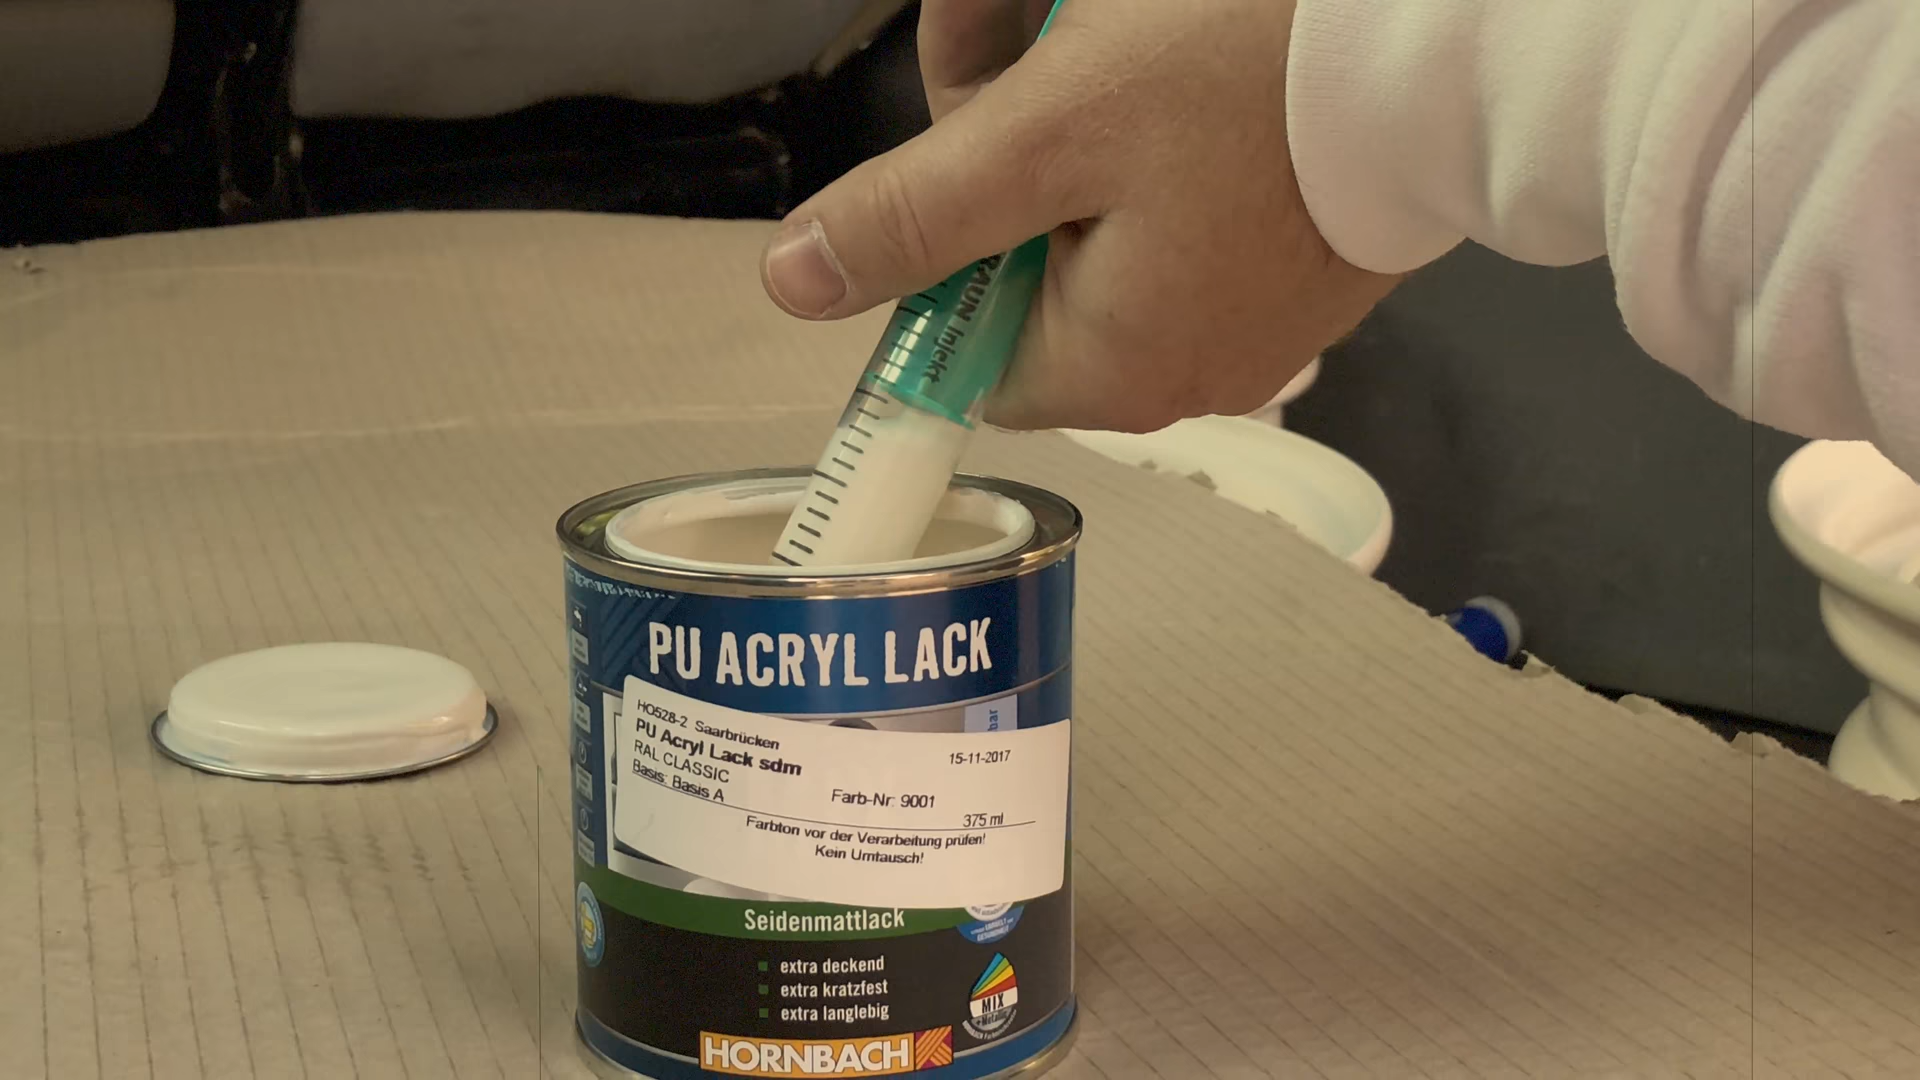 RAUN Injekt
PU ACRYL LACK
bar
HO528-2 Saarbrücken
PU Acryl Lack sdm
15-11-2017
RAL CLASSIC
Basis: Basis A
Farb-Nr: 9001
375 ml
Farbton vor der Verarbeitung prüfen!
Kein Umtausch!
Seidenmattlack
extra deckend
extra kratzfest
extra langlebig
MIX
HORNBACH